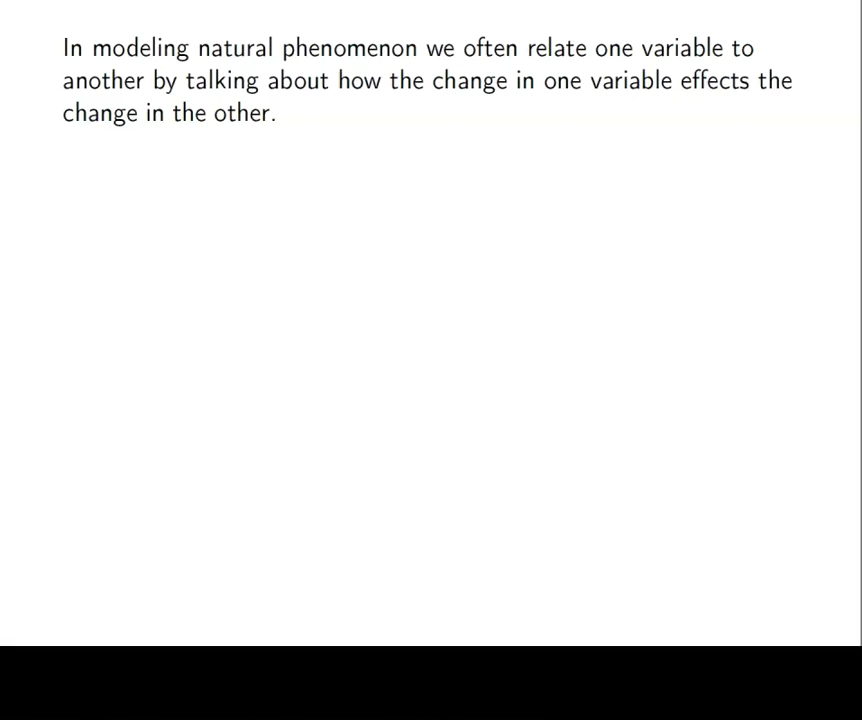 In modeling natural phenomenon we often relate one variable to
another by talking about how the change in one variable effects the
change in the other.